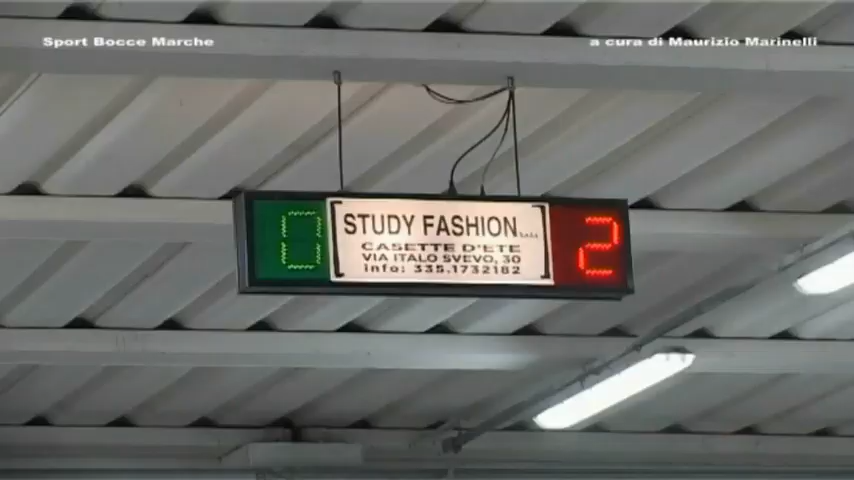 Sport Bocce Marche
a cura di Maurizio Marinelli
0
STUDY FASHION
CASETTE D'ETE
VIA ITALO SVEVO, 30
info: 335.1732182
2